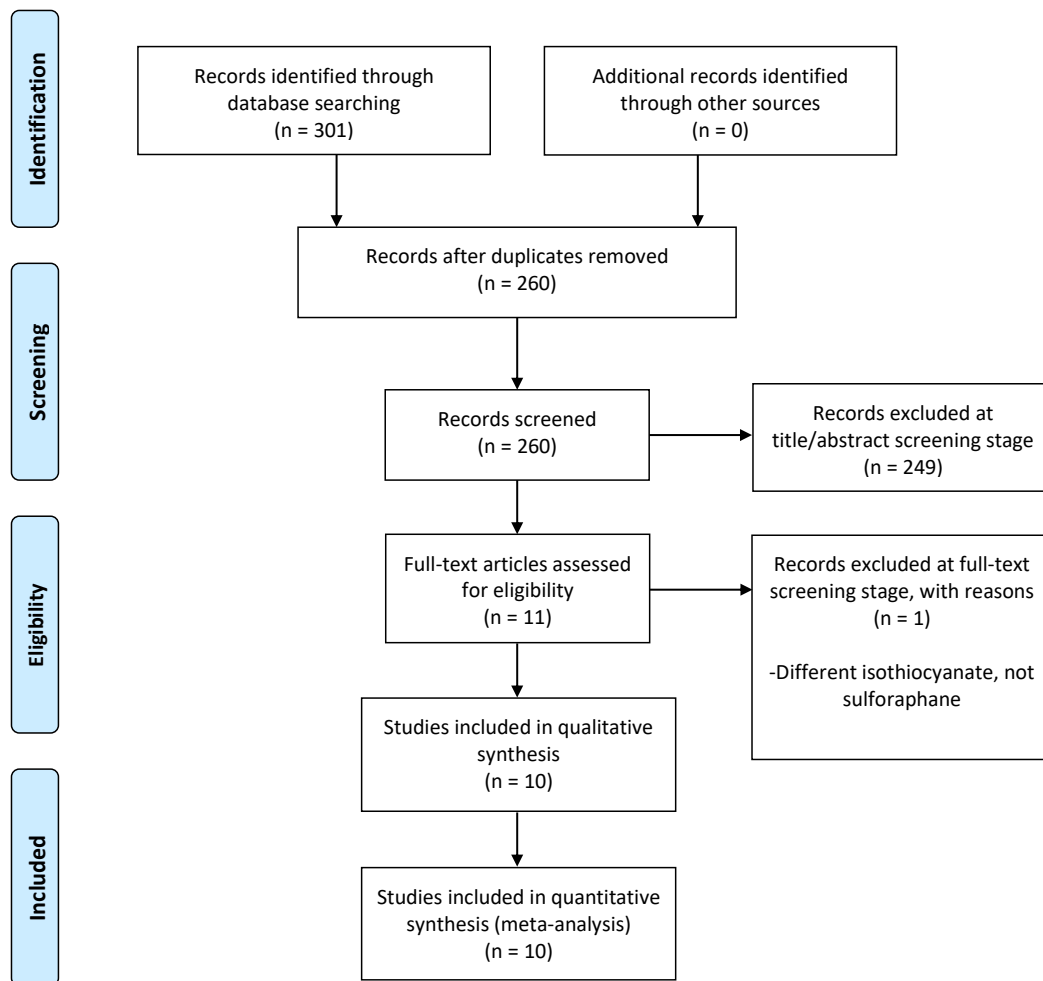 Identification
Records identified through
database searching
(n = 301)
Additional records identified
through other sources
(n = 0)
Records after duplicates removed
(n = 260)
Screening
Records screened
(n = 260)
Records excluded at
title/abstract screening stage
(n = 249)
Eligibility
Full-text articles assessed
for eligibility
(n = 11)
Records excluded at full-text
screening stage, with reasons
(n = 1)
-Different isothiocyanate, not
sulforaphane
Studies included in qualitative
synthesis
(n = 10)
Included
Studies included in quantitative
synthesis (meta-analysis)
(n = 10)